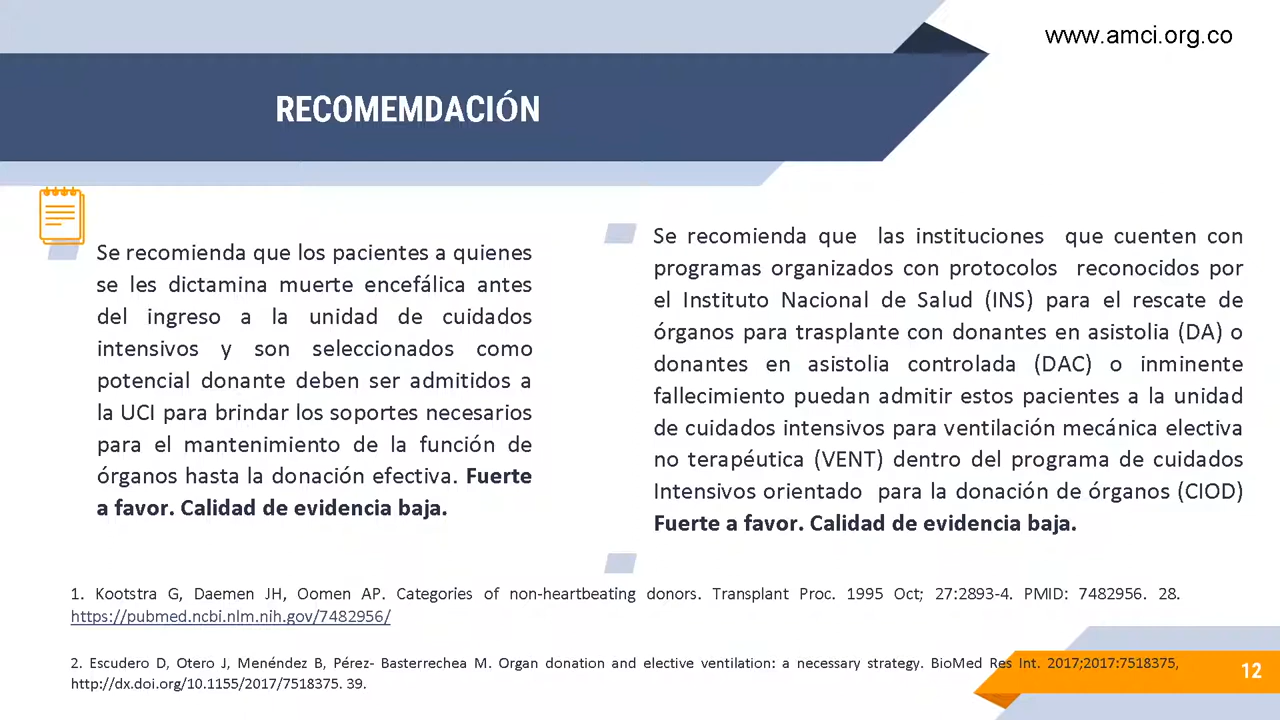 www.amci.org.co
RECOMEMDACIÓN
Se recomienda que los pacientes a quienes
se les dictamina muerte encefálica antes
del ingreso a la unidad de cuidados
intensivos y son seleccionados como
potencial donante deben ser admitidos a
la UCI para brindar los soportes necesarios
para el mantenimiento de la función de
órganos hasta la donación efectiva. Fuerte
a favor. Calidad de evidencia baja.
Se recomienda que las instituciones que cuenten con
programas organizados con protocolos reconocidos por
el Instituto Nacional de Salud (INS) para el rescate de
órganos para trasplante con donantes en asistolia (DA) o
donantes en asistolia controlada (DAC) o inminente
fallecimiento puedan admitir estos pacientes a la unidad
de cuidados intensivos para ventilación mecánica electiva
no terapéutica (VENT) dentro del programa de cuidados
Intensivos orientado para la donación de órganos (CIOD)
Fuerte a favor. Calidad de evidencia baja.
1. Kootstra G, Daemen JH, Oomen AP. Categories of non-heartbeating donors. Transplant Proc. 1995 Oct; 27:2893-4. PMID: 7482956. 28.
https://pubmed.ncbi.nlm.nih.gov/7482956/
2. Escudero D, Otero J, Menéndez B, Pérez- Basterrechea M. Organ donation and elective ventilation: a necessary strategy. BioMed Res Int. 2017;2017:7518375,
http://dx.doi.org/10.1155/2017/7518375. 39.
12